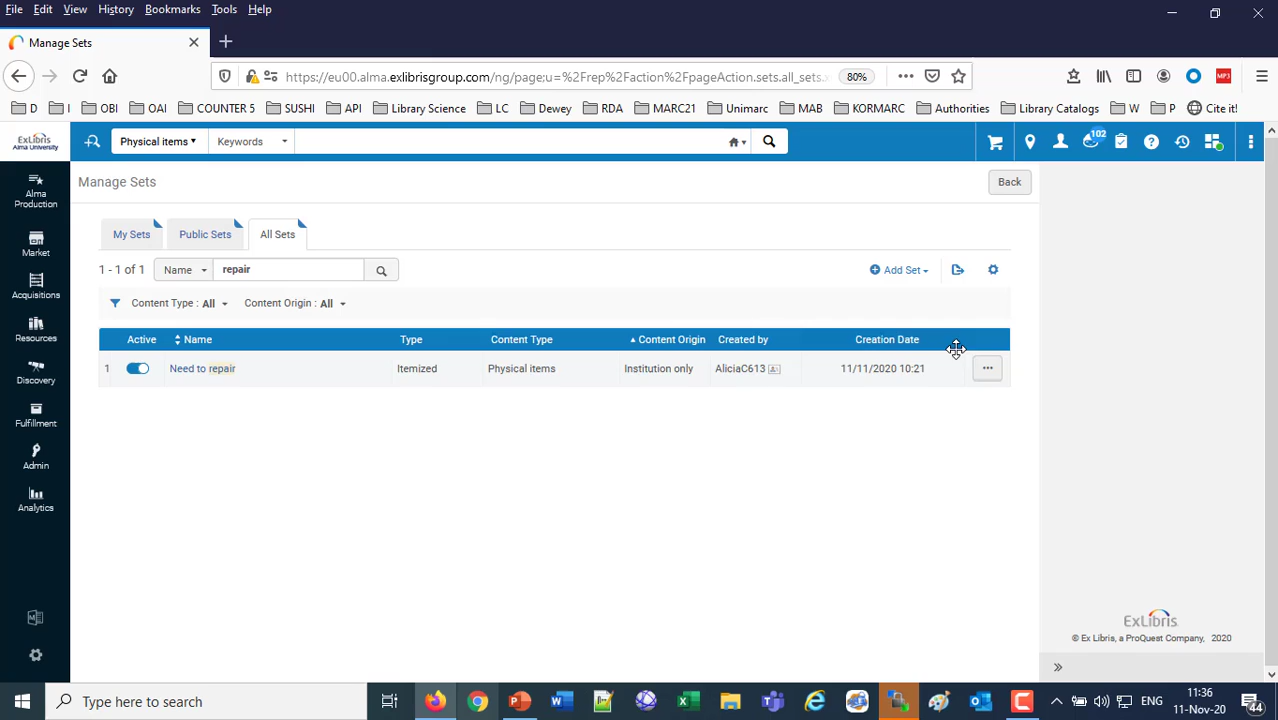 File Edit View History Bookmarks Tools Help
Manage Sets
https://eu00.alma.exlibrisgroup.com/ng/page;u=%2Frep%2Faction%2FpageAction.sets.all_sets. 80%
D I OBI OAI COUNTER 5 SUSHI API Library Science LC Dewey RDA MARC21 Unimarc MAB KORMARC Authorities Library Catalogs W P Cite it!
ExLibris
Alma University
Physical items Keywords 102
Alma
Production
Market
Acquisitions
Resources
Discovery
Fulfillment
Admin
Analytics
Manage Sets Back
My Sets Public Sets All Sets
1 - 1 of 1 Name repair Add Set
Content Type : All Content Origin : All
Active Name Type Content Type Content Origin Created by Creation Date
1 Need to repair Itemized Physical items Institution only AliciaC613 11/11/2020 10:21
ExLibris
© Ex Libris, a ProQuest Company, 2020
Type here to search
ENG
11:36
11-Nov-20
44